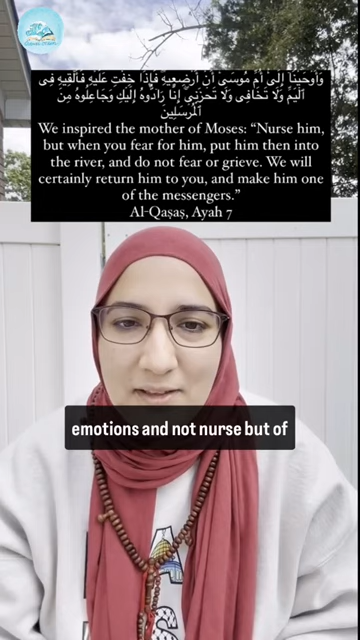 وَأَوْحَيْنَآ إِلَىٰٓ أُمِّ مُوسَىٰٓ أَنْ أَرْضِعِيهِ فَإِذَا خِفْتِ عَلَيْهِ فَأَلْقِيهِ فِى
ٱلْيَمِّ وَلَا تَخَافِى وَلَا تَحْزَنِىٓ إِنَّا رَآدُّوهُ إِلَيْكِ وَجَاعِلُوهُ مِنَ
ٱلْمُرْسَلِينَ
We inspired the mother of Moses: “Nurse him,
but when you fear for him, put him then into
the river, and do not fear or grieve. We will
certainly return him to you, and make him one
of the messengers.”
Al-Qaṣaṣ, Ayah 7
emotions and not nurse but of